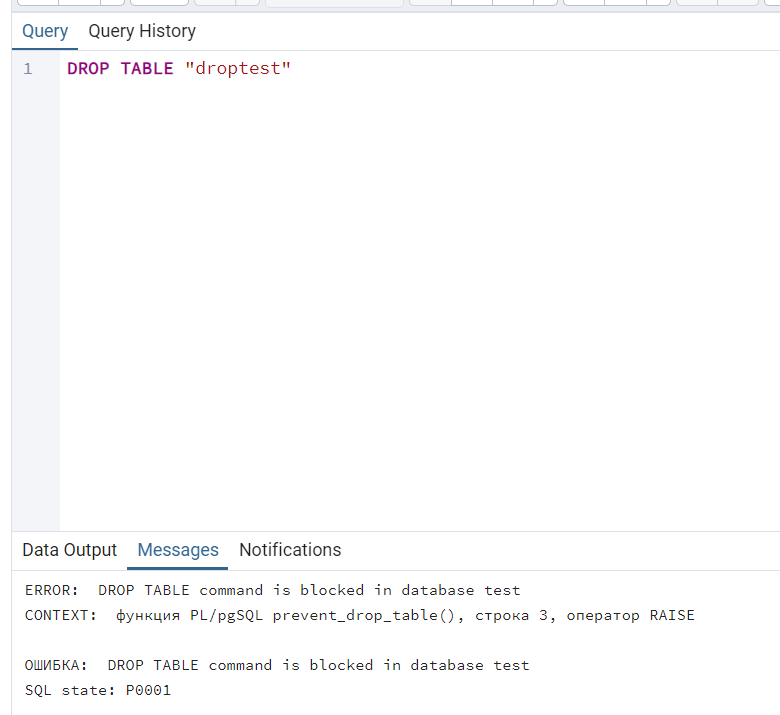 Query Query History
1 DROP TABLE "droptest"
Data Output Messages Notifications
ERROR:  DROP TABLE command is blocked in database test
CONTEXT:  функция PL/pgSQL prevent_drop_table(), строка 3, оператор RAISE
ОШИБКА:  DROP TABLE command is blocked in database test
SQL state: P0001